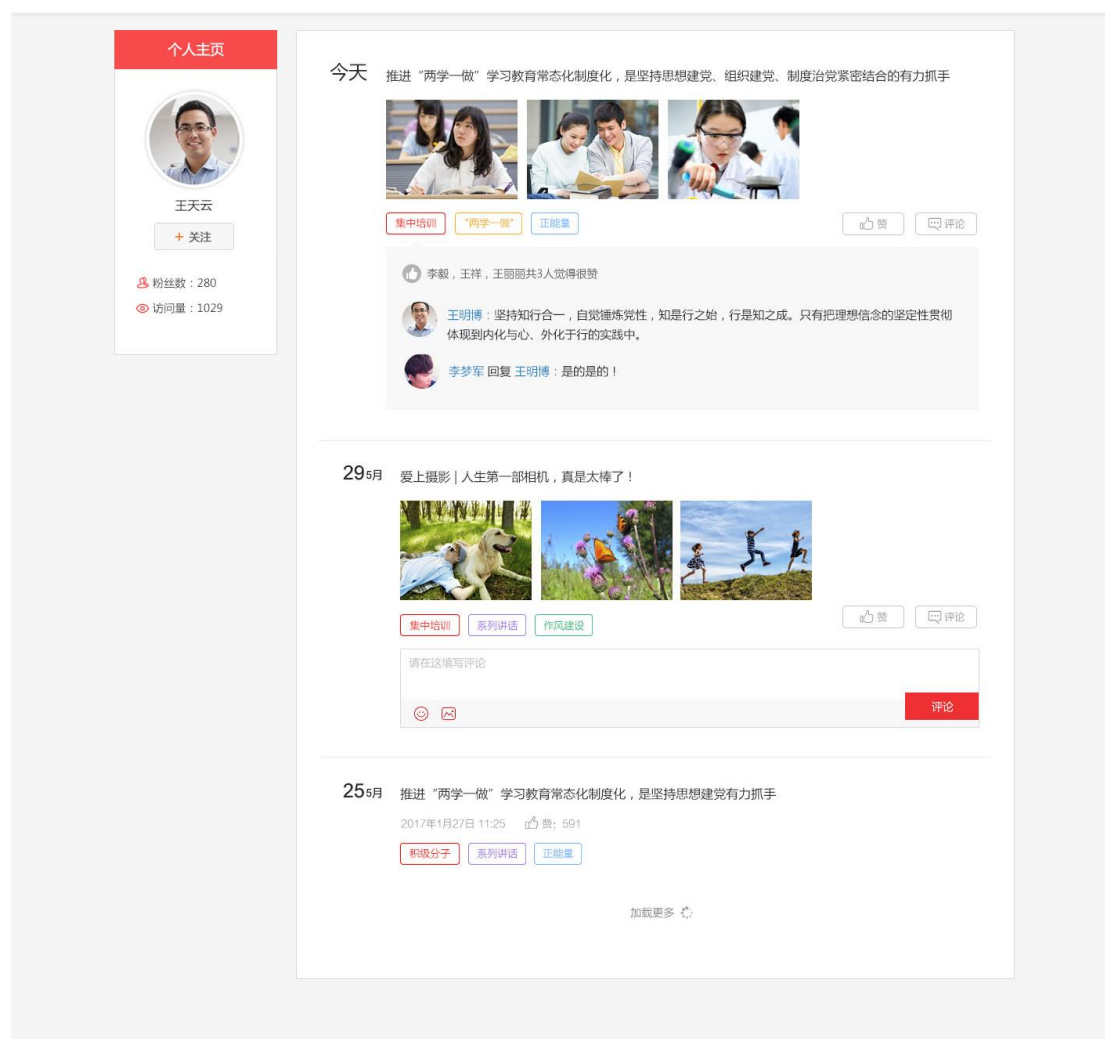 个人主页
王天云
+ 关注
粉丝数：280
访问量：1029
今天
推进“两学一做”学习教育常态化制度化，是坚持思想建党、组织建党、制度治党紧密结合的有力抓手
集中培训 “两学一做” 正能量 赞 评论
李毅，王祥，王丽丽共3人觉得很赞
王明博：坚持知行合一，自觉锤炼党性，知是行之始，行是知之成。只有把理想信念的坚定性贯彻
体现到内化与心、外化于行的实践中。
李梦军 回复 王明博：是的是的！
29 5月
爱上摄影 | 人生第一部相机，真是太棒了！
集中培训 系列讲话 作风建设 赞 评论
请在这填写评论
评论
25 5月
推进“两学一做”学习教育常态化制度化，是坚持思想建党有力抓手
2017年1月27日 11:25 赞: 591
积级分子 系列讲话 正能量
加载更多